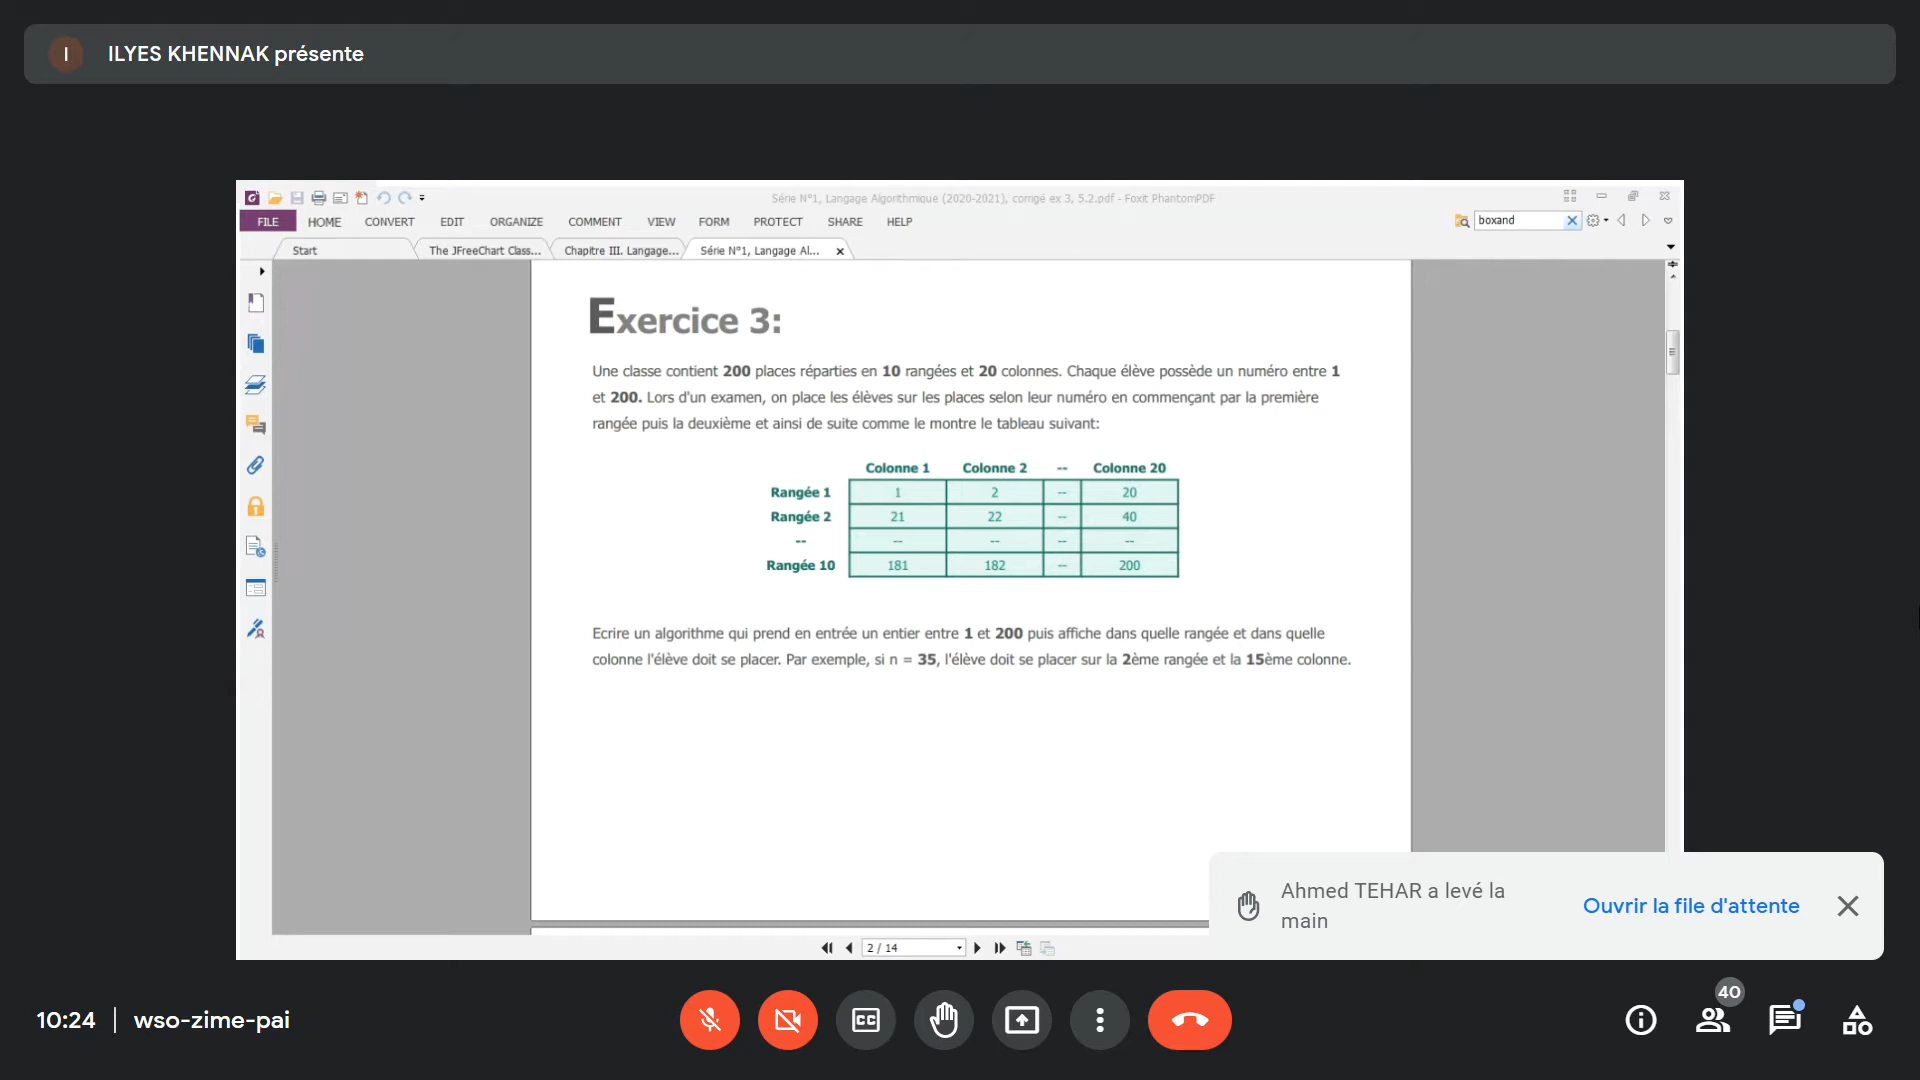 I ILYES KHENNAK présente
Série N°1, Langage Algorithmique (2020-2021), corrigé ex 3, 5.2.pdf - Foxit PhantomPDF
FILE HOME CONVERT EDIT ORGANIZE COMMENT VIEW FORM PROTECT SHARE HELP boxand
Start The JFreeChart Class... Chapitre III. Langage... Série N°1, Langage Al...
Exercice 3:
Une classe contient 200 places réparties en 10 rangées et 20 colonnes. Chaque élève possède un numéro entre 1
et 200. Lors d'un examen, on place les élèves sur les places selon leur numéro en commençant par la première
rangée puis la deuxième et ainsi de suite comme le montre le tableau suivant:
Colonne 1 Colonne 2 -- Colonne 20
Rangée 1 1 2 -- 20
Rangée 2 21 22 -- 40
-- -- -- -- --
Rangée 10 181 182 -- 200
Ecrire un algorithme qui prend en entrée un entier entre 1 et 200 puis affiche dans quelle rangée et dans quelle
colonne l'élève doit se placer. Par exemple, si n = 35, l'élève doit se placer sur la 2ème rangée et la 15ème colonne.
Ahmed TEHAR a levé la
main
Ouvrir la file d'attente
2 / 14
10:24 wso-zime-pai
CC
40